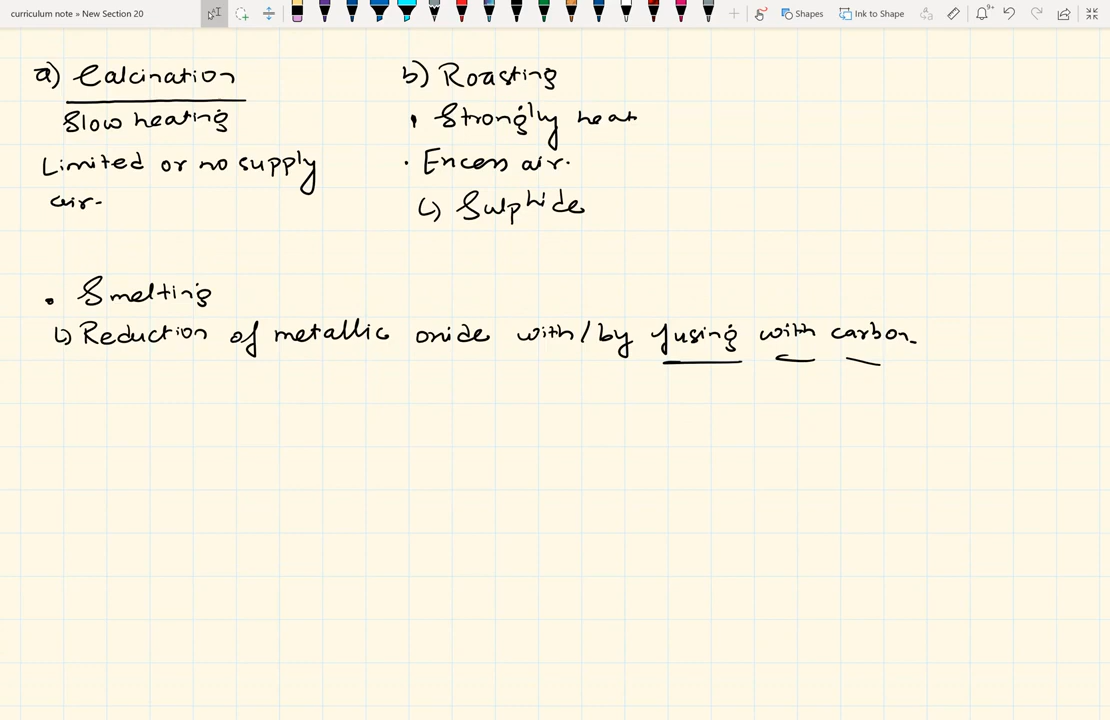 curriculum note » New Section 20
Shapes
Ink to Shape
9+
a) Calcination
Slow heating
Limited or no supply
air.
b) Roasting
• Strongly heat
• Excess air.
↳ Sulphide
• Smelting
↳ Reduction of metallic oxide with/by fusing with carbon.